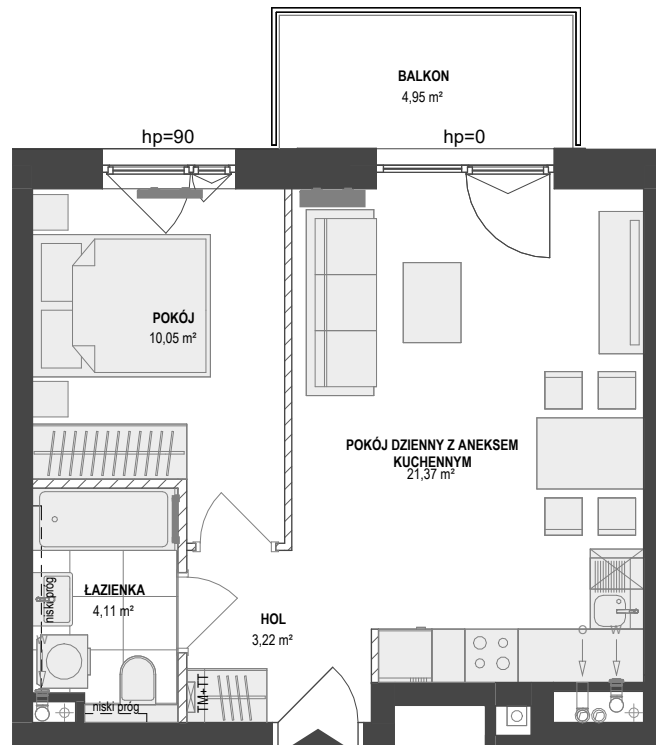 BALKON
4,95 m²
hp=90
hp=0
POKÓJ
10,05 m²
POKÓJ DZIENNY Z ANEKSEM
KUCHENNYM
21,37 m²
niski próg
ŁAZIENKA
4,11 m²
HOL
3,22 m²
TM+TT
niski próg